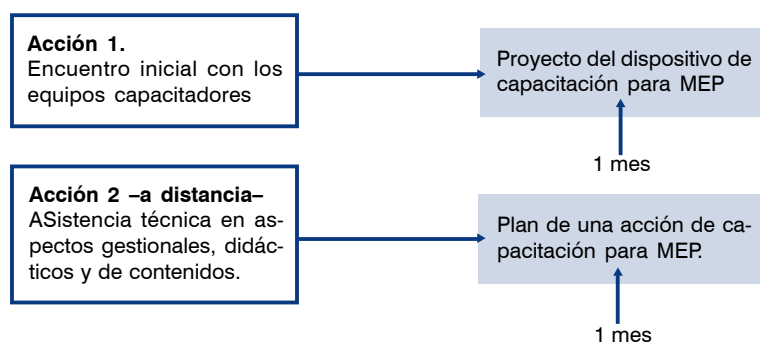 Acción 1.
Encuentro inicial con los
equipos capacitadores
Proyecto del dispositivo de
capacitación para MEP
1 mes
Acción 2 –a distancia–
ASistencia técnica en as-
pectos gestionales, didác-
ticos y de contenidos.
Plan de una acción de ca-
pacitación para MEP.
1 mes